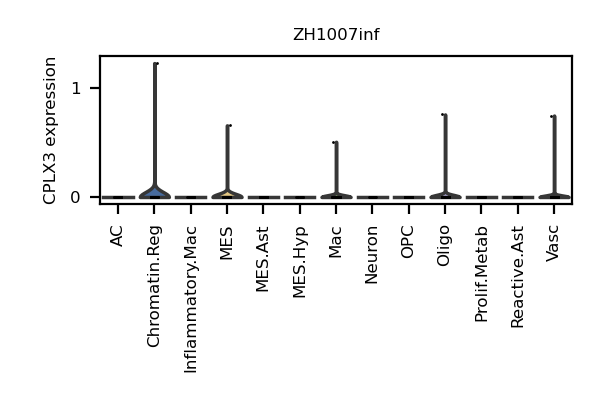 ZH1007inf
CPLX3 expression
1
0
AC
Chromatin.Reg
Inflammatory.Mac
MES
MES.Ast
MES.Hyp
Mac
Neuron
OPC
Oligo
Prolif.Metab
Reactive.Ast
Vasc